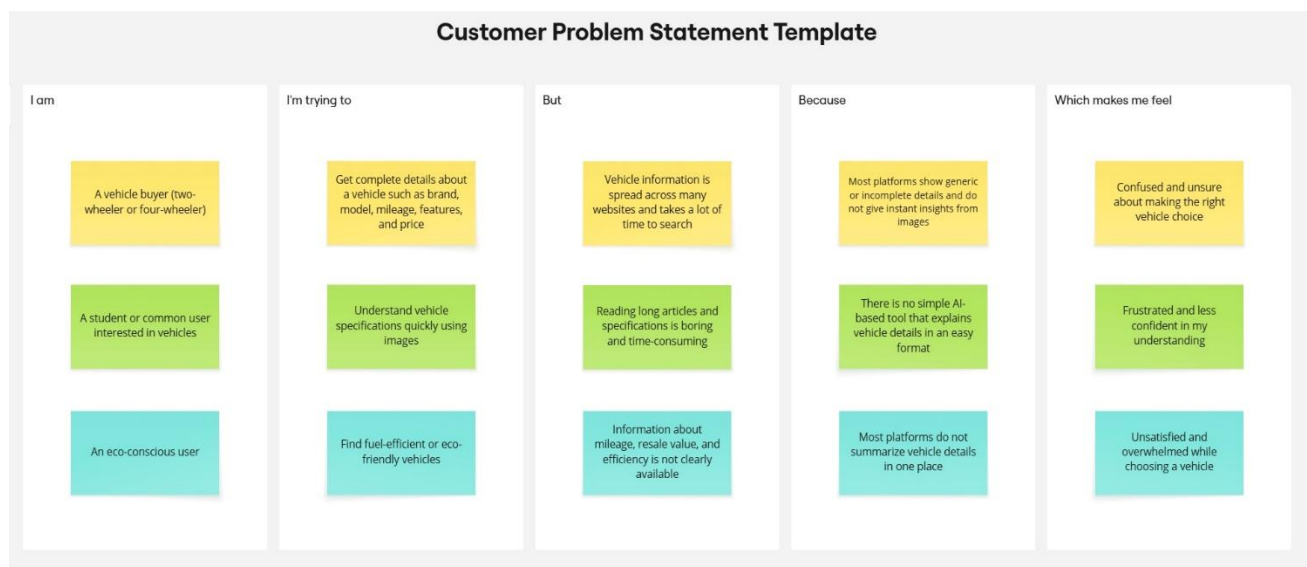 Customer Problem Statement Template
I am
I'm trying to
But
Because
Which makes me feel
A vehicle buyer (two-
wheeler or four-wheeler)
Get complete details about
a vehicle such as brand,
model, mileage, features,
and price
Vehicle information is
spread across many
websites and takes a lot of
time to search
Most platforms show generic
or incomplete details and do
not give instant insights from
images
Confused and unsure
about making the right
vehicle choice
A student or common user
interested in vehicles
Understand vehicle
specifications quickly using
images
Reading long articles and
specifications is boring
and time-consuming
There is no simple AI-
based tool that explains
vehicle details in an easy
format
Frustrated and less
confident in my
understanding
An eco-conscious user
Find fuel-efficient or eco-
friendly vehicles
Information about
mileage, resale value, and
efficiency is not clearly
available
Most platforms do not
summarize vehicle details
in one place
Unsatisfied and
overwhelmed while
choosing a vehicle